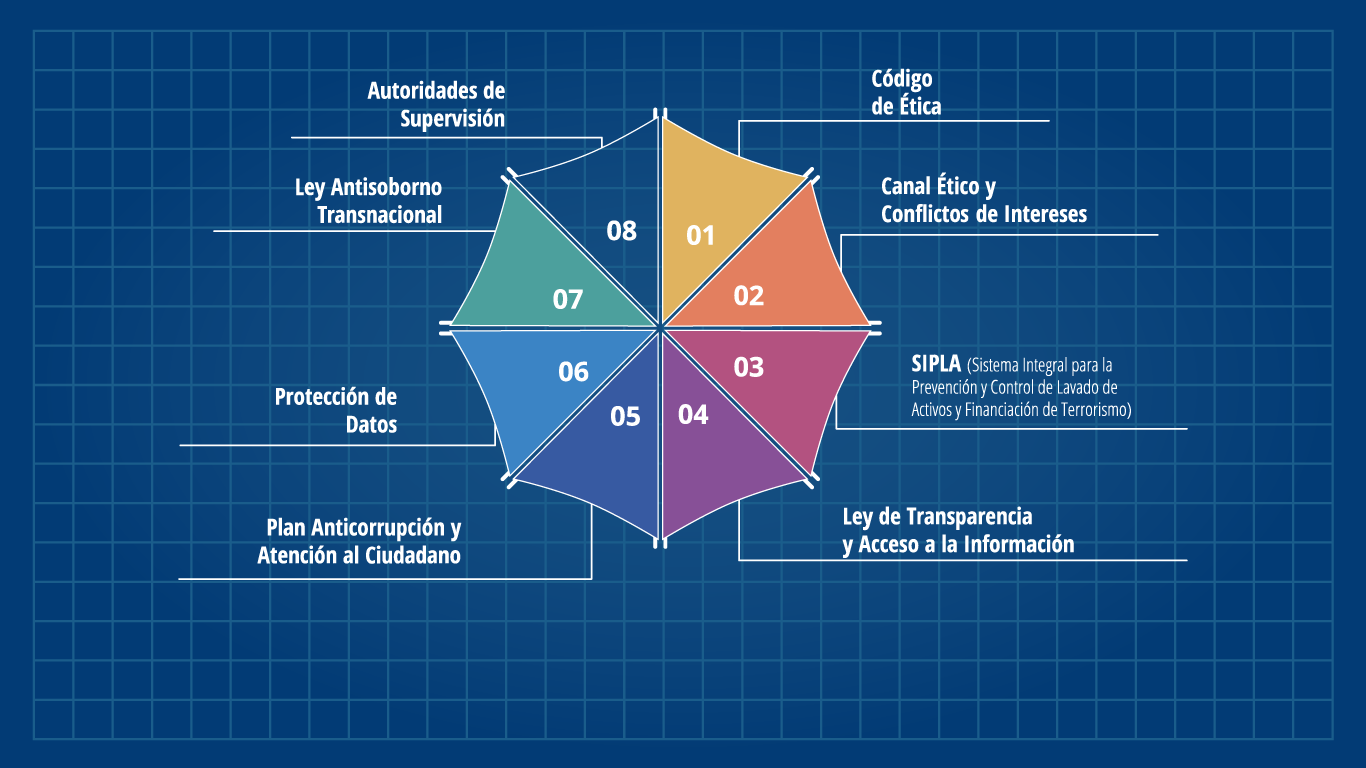 Código
de Ética
01
Canal Ético y
Conflictos de Intereses
02
SIPLA (Sistema Integral para la
Prevención y Control de Lavado de
Activos y Financiación de Terrorismo)
03
Ley de Transparencia
y Acceso a la Información
04
Plan Anticorrupción y
Atención al Ciudadano
05
Protección de
Datos
06
Ley Antisoborno
Transnacional
07
Autoridades de
Supervisión
08